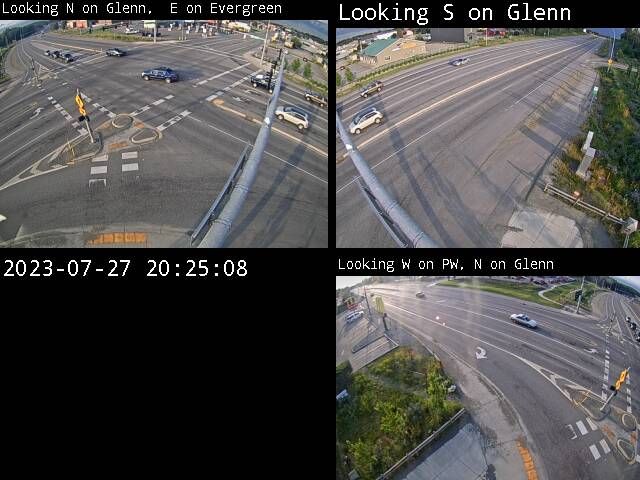 Looking N on Glenn,  E on Evergreen
Looking S on Glenn
2023-07-27 20:25:08
Looking W on PW, N on Glenn